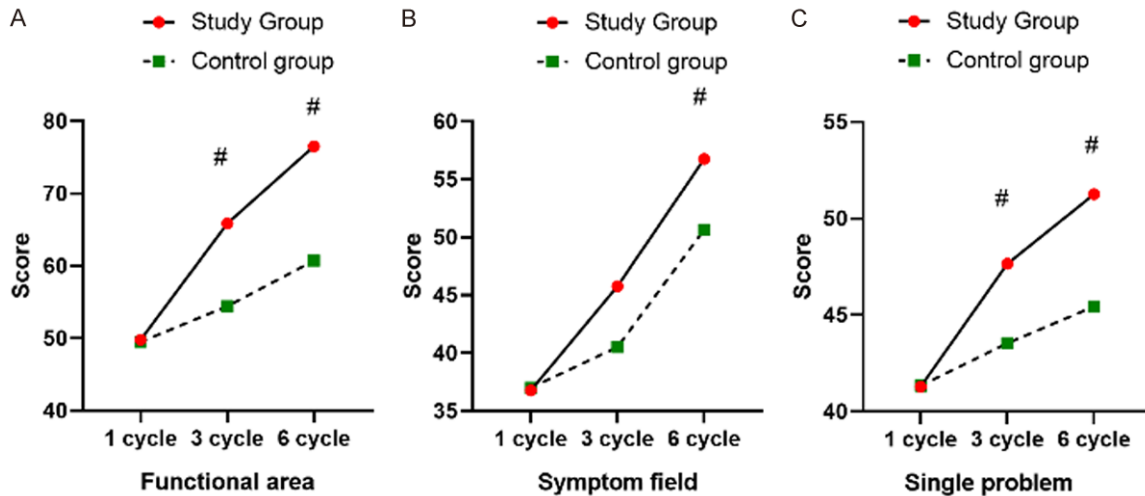 A
Study Group
Control group
#
#
80
70
60
50
40
Score
1 cycle
3 cycle
6 cycle
Functional area
B
Study Group
Control group
#
60
55
50
45
40
35
Score
1 cycle
3 cycle
6 cycle
Symptom field
C
Study Group
Control group
#
#
55
50
45
40
Score
1 cycle
3 cycle
6 cycle
Single problem